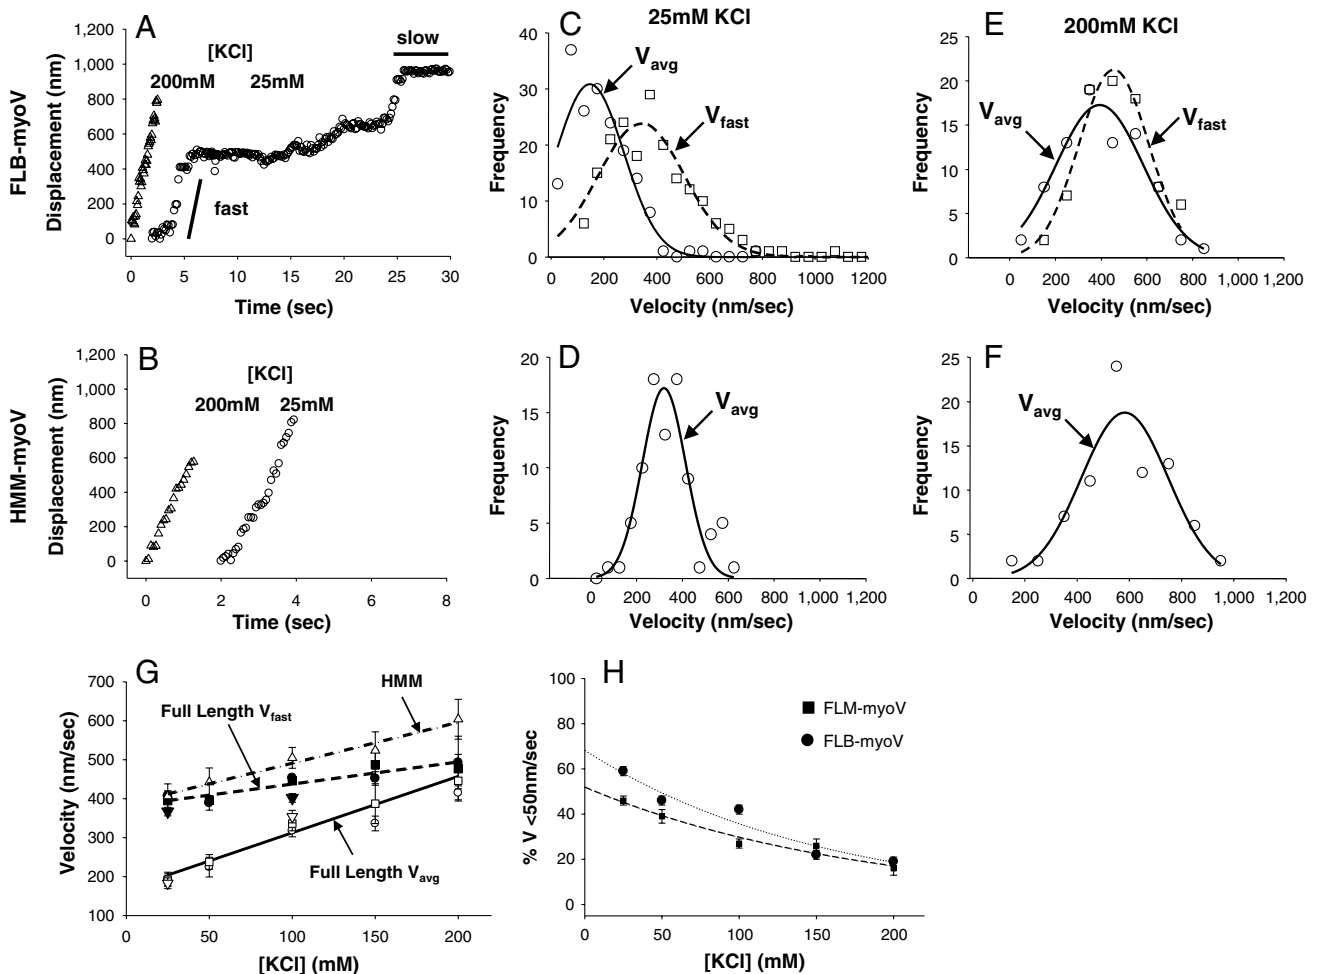 25mM KCl
200mM KCl
FLB-myoV
A
Displacement (nm)
1,200
1,000
800
600
400
200
0
[KCl]
200mM
25mM
slow
fast
0
5
10
15
20
25
30
Time (sec)
C
Frequency
40
30
20
10
0
Vavg
Vfast
0
200
400
600
800
1000
1200
Velocity (nm/sec)
E
Frequency
25
20
15
10
5
0
Vavg
Vfast
0
200
400
600
800
1,000
1,200
Velocity (nm/sec)
HMM-myoV
B
Displacement (nm)
1,200
1,000
800
600
400
200
0
[KCl]
200mM
25mM
0
2
4
6
8
Time (sec)
D
Frequency
20
15
10
5
0
Vavg
0
200
400
600
800
1,000
1,200
Velocity (nm/sec)
F
Frequency
25
20
15
10
5
0
Vavg
0
200
400
600
800
1,000
1,200
Velocity (nm/sec)
G
Velocity (nm/sec)
700
600
500
400
300
200
100
HMM
Full Length Vfast
Full Length Vavg
0
50
100
150
200
[KCl] (mM)
H
% V <50nm/sec
100
80
60
40
20
0
FLM-myoV
FLB-myoV
0
50
100
150
200
[KCl] (mM)